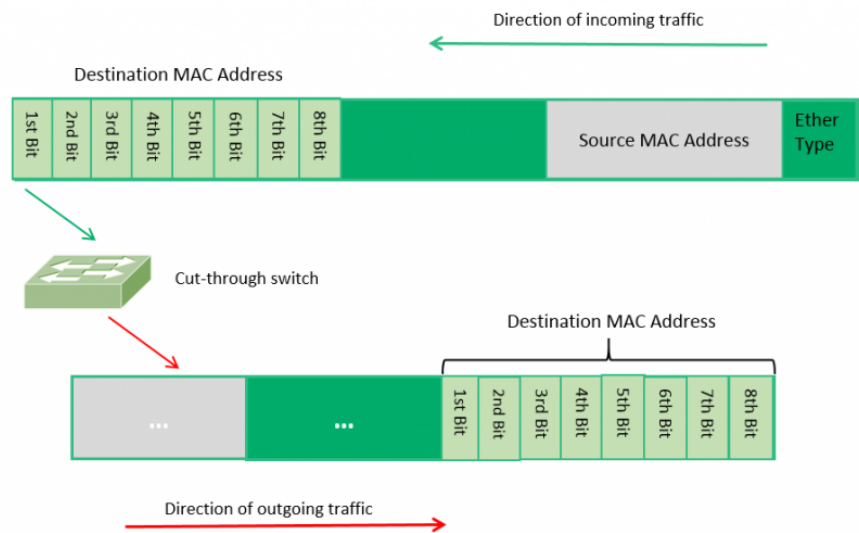 Direction of incoming traffic
Destination MAC Address
1st Bit
2nd Bit
3rd Bit
4th Bit
5th Bit
6th Bit
7th Bit
8th Bit
Source MAC Address
Ether
Type
Cut-through switch
Destination MAC Address
...
...
1st Bit
2nd Bit
3rd Bit
4th Bit
5th Bit
6th Bit
7th Bit
8th Bit
Direction of outgoing traffic